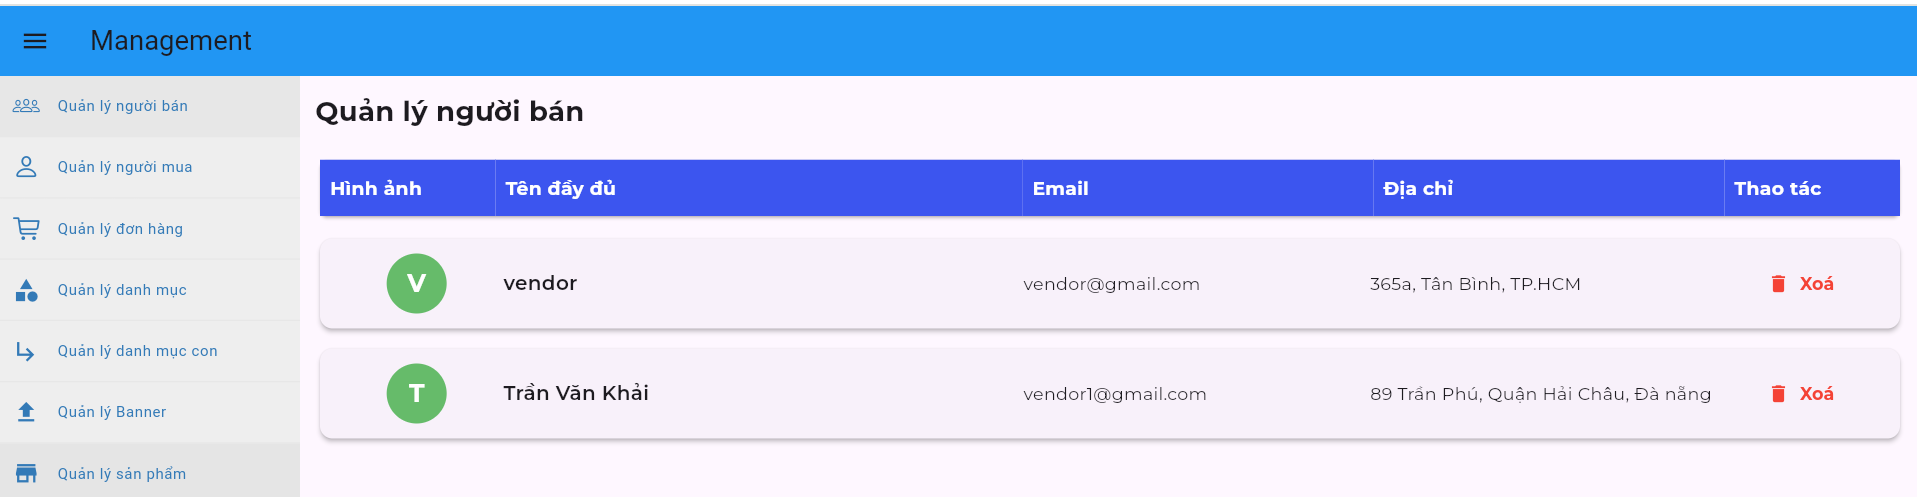 Management
Quản lý người bán
Quản lý người mua
Quản lý đơn hàng
Quản lý danh mục
Quản lý danh mục con
Quản lý Banner
Quản lý sản phẩm
Quản lý người bán
Hình ảnh Tên đầy đủ Email Địa chỉ Thao tác
V vendor vendor@gmail.com 365a, Tân Bình, TP.HCM Xoá
T Trần Văn Khải vendor1@gmail.com 89 Trần Phú, Quận Hải Châu, Đà nẵng Xoá